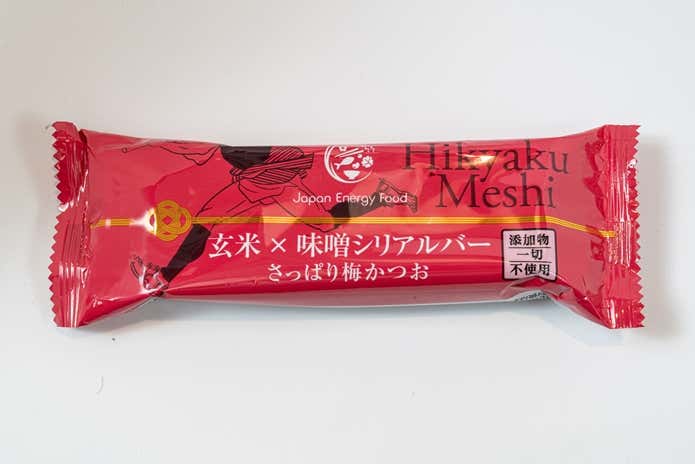 Hikyaku
Meshi
Japan Energy Food
玄米×味噌シリアルバー
さっぱり梅かつお
添加物
一切
不使用